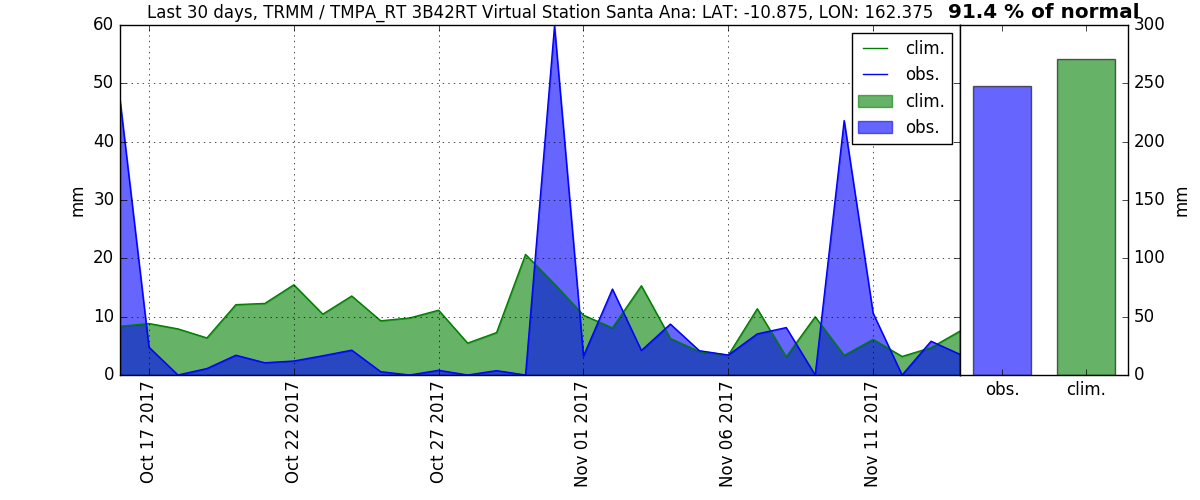 Last 30 days, TRMM / TMPA_RT 3B42RT Virtual Station Santa Ana: LAT: -10.875, LON: 162.375
91.4 % of normal
clim.
obs.
clim.
obs.
60
50
40
30
20
10
0
mm
Oct 17 2017
Oct 22 2017
Oct 27 2017
Nov 01 2017
Nov 06 2017
Nov 11 2017
300
250
200
150
100
50
0
mm
obs.
clim.